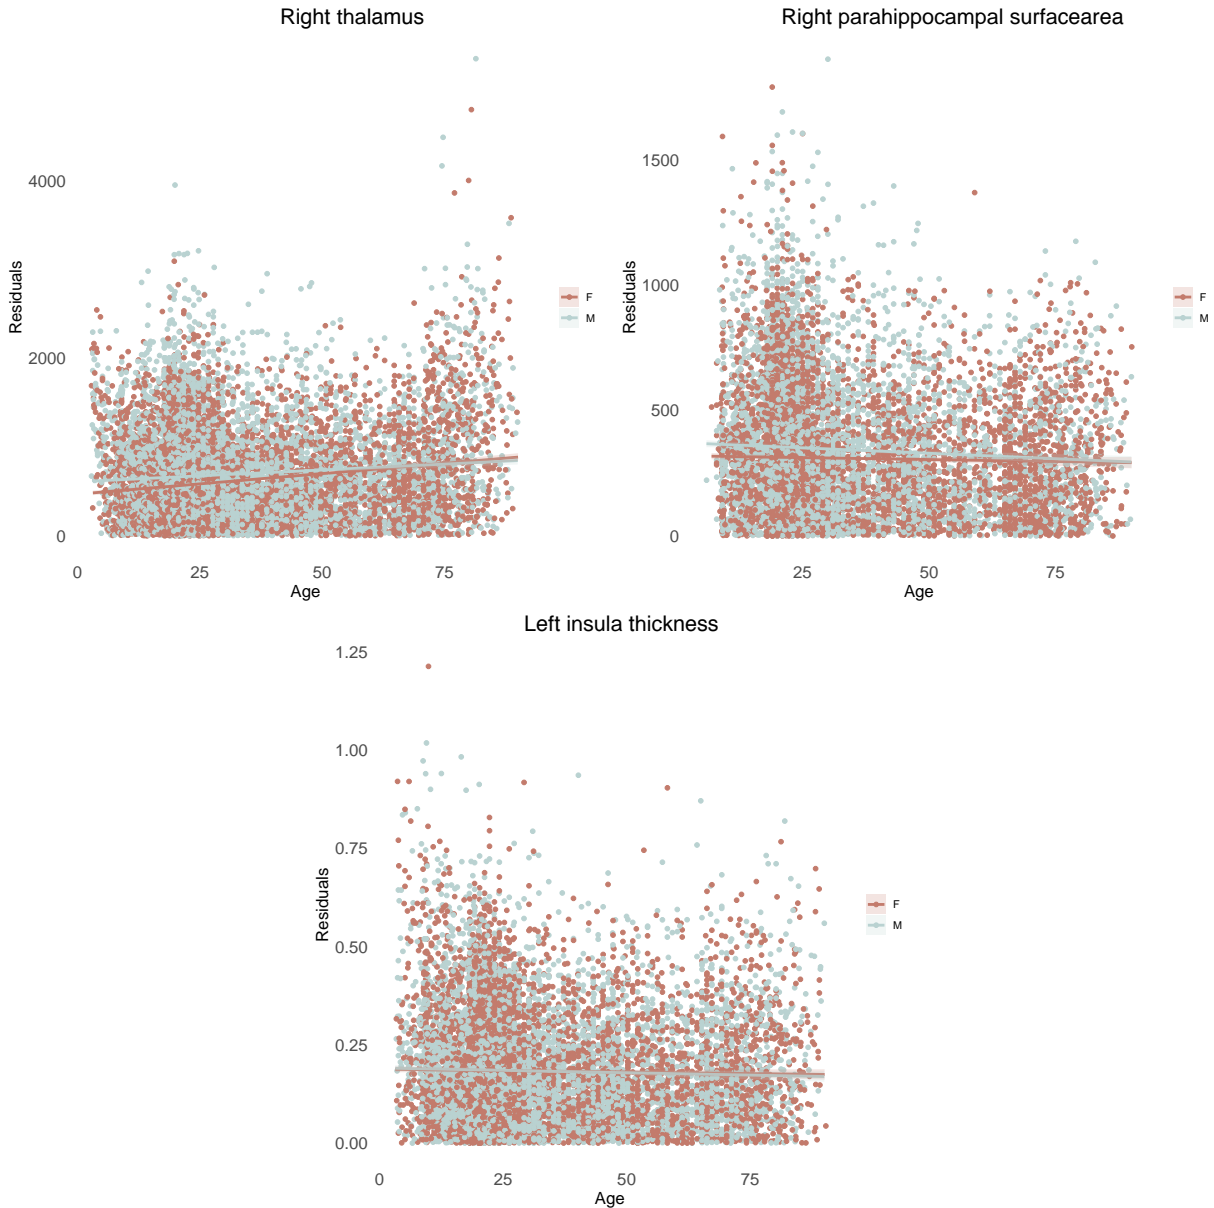 Right thalamus
Residuals
4000
2000
0
0
25
50
75
Age
F
M
Right parahippocampal surfacearea
Residuals
1500
1000
500
0
25
50
75
Age
F
M
Left insula thickness
Residuals
1.25
1.00
0.75
0.50
0.25
0.00
0
25
50
75
Age
F
M